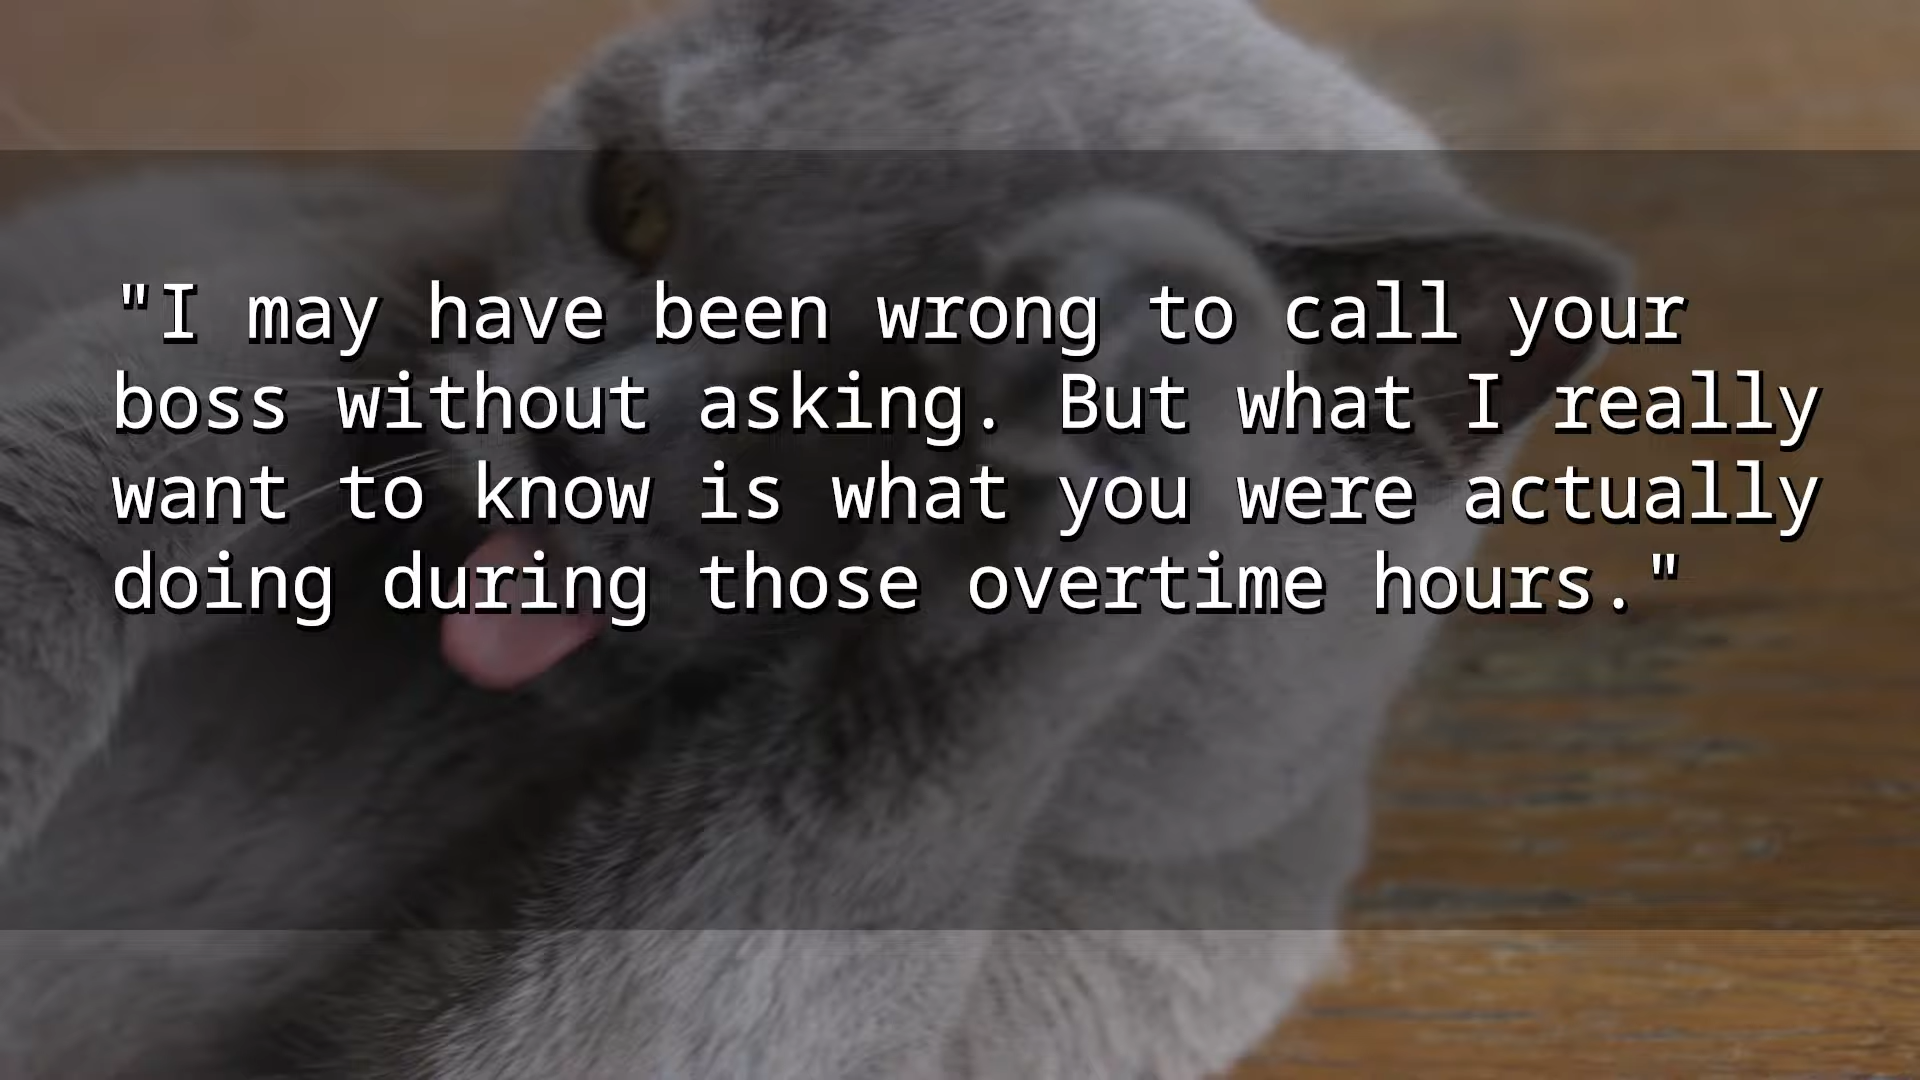 "I may have been wrong to call your
boss without asking. But what I really
want to know is what you were actually
doing during those overtime hours."